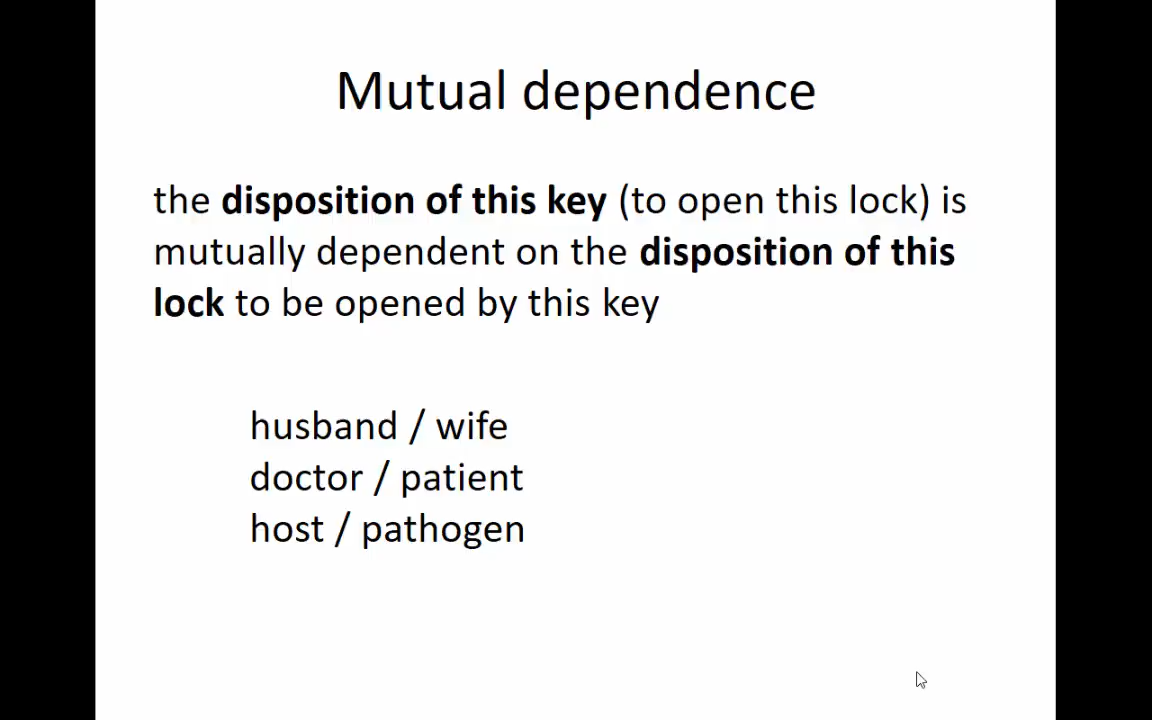 Mutual dependence
the disposition of this key (to open this lock) is
mutually dependent on the disposition of this
lock to be opened by this key
husband / wife
doctor / patient
host / pathogen